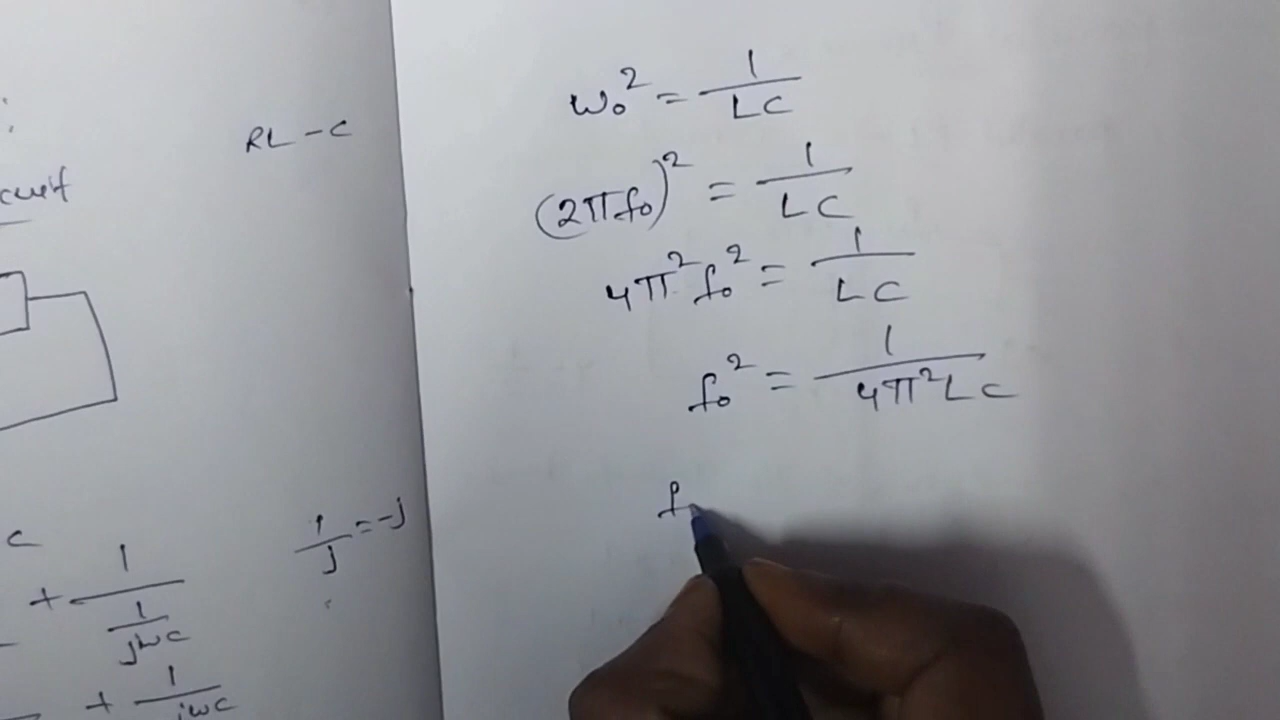 RL - C
1/j = -j
+ 1/(1/jωc)
+ 1/jωc
ω₀² = 1/LC
(2πf₀)² = 1/LC
4π² f₀² = 1/LC
f₀² = 1/4π²LC
f